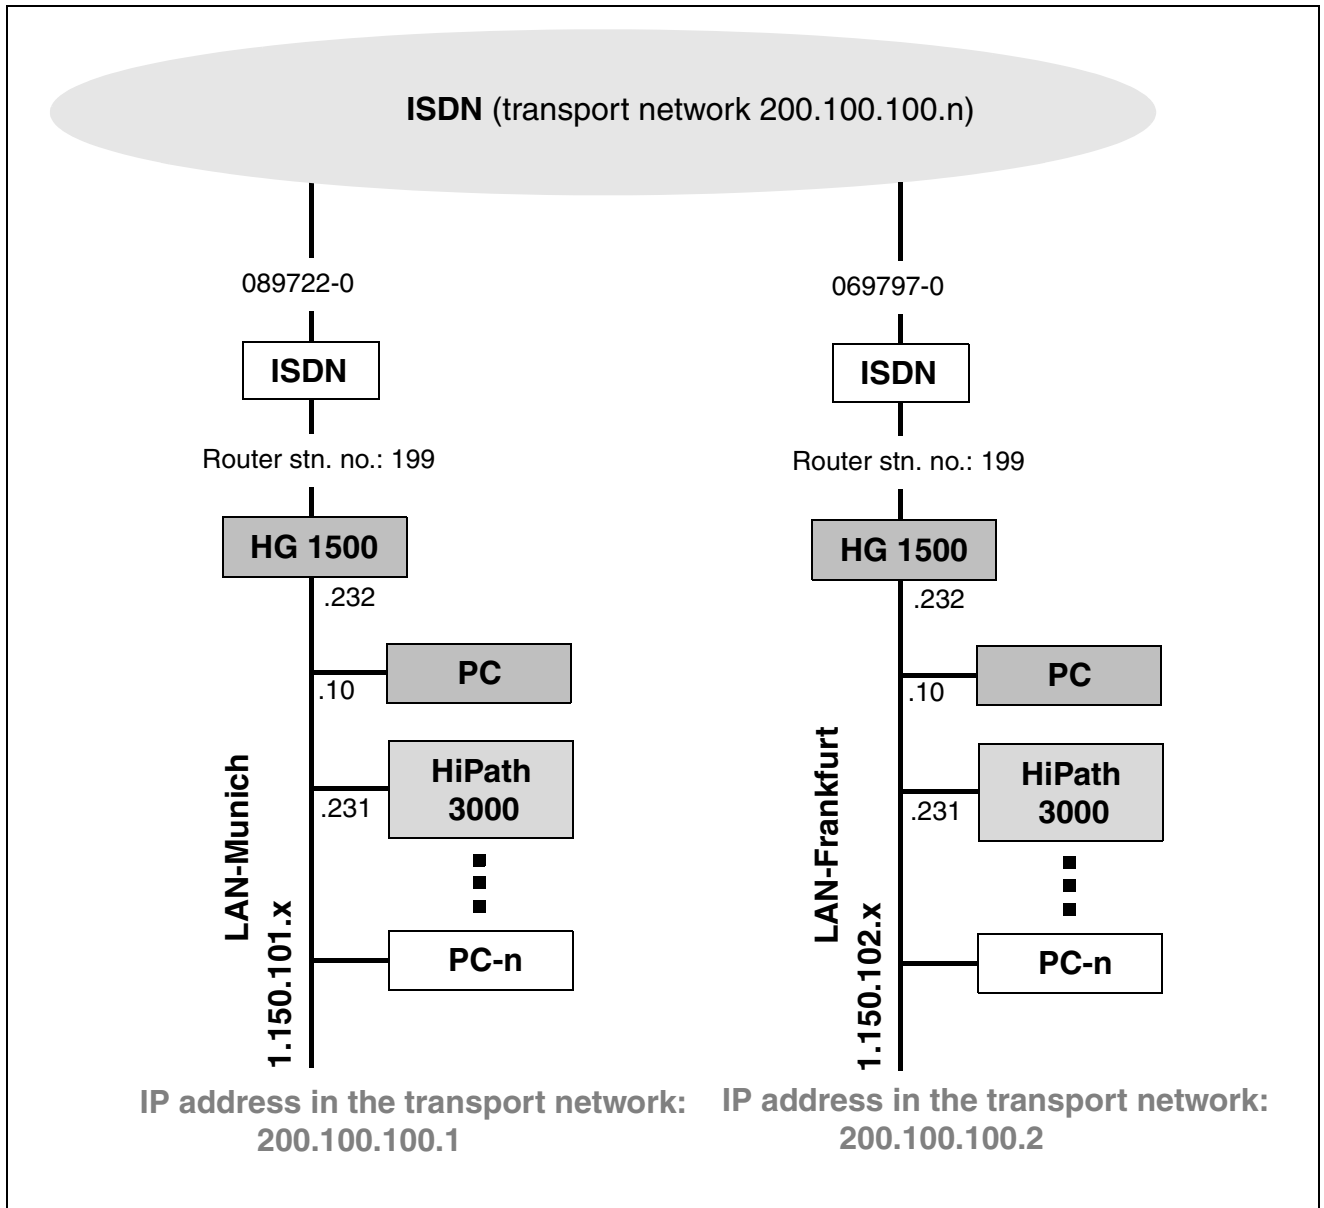 ISDN (transport network 200.100.100.n)
089722-0
ISDN
Router stn. no.: 199
HG 1500
.232
PC
.10
HiPath
3000
.231
PC-n
LAN-Munich
1.150.101.x
IP address in the transport network:
200.100.100.1
069797-0
ISDN
Router stn. no.: 199
HG 1500
.232
PC
.10
HiPath
3000
.231
PC-n
LAN-Frankfurt
1.150.102.x
IP address in the transport network:
200.100.100.2